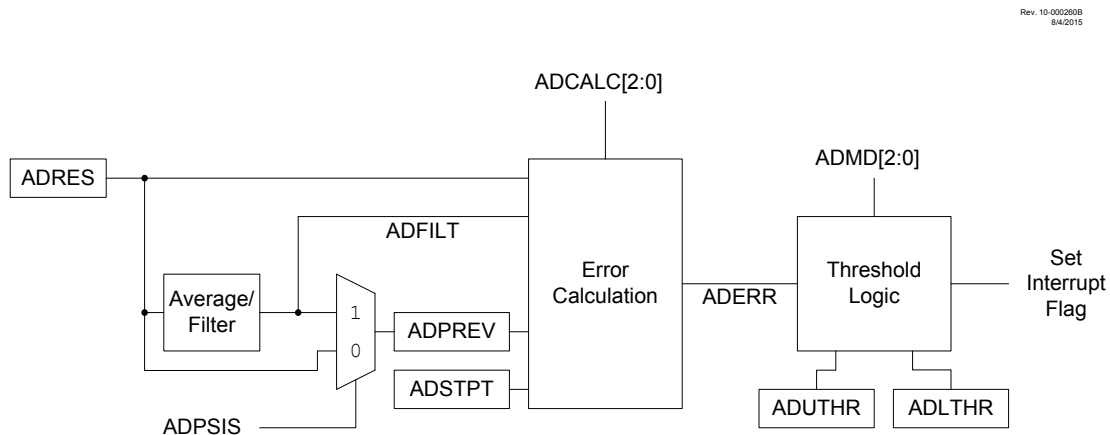 Rev. 10-000260B
8/4/2015
ADCALC[2:0]
ADMD[2:0]
ADRES
ADFILT
Average/
Filter
1
0
ADPREV
ADSTPT
ADPSIS
Error
Calculation
ADERR
Threshold
Logic
Set
Interrupt
Flag
ADUTHR
ADLTHR